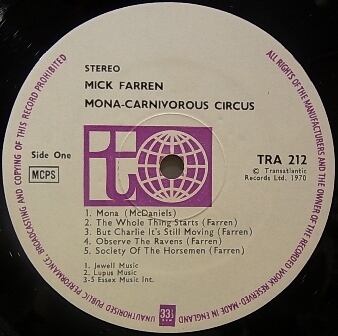 STEREO
MICK FARREN
MONA-CARNIVOROUS CIRCUS
Side One
MCPS
it
TRA 212
© Transatlantic
Records Ltd. 1970
1. Mona (McDaniels)
2. The Whole Thing Starts (Farren)
3. But Charlie It's Still Moving (Farren)
4. Observe The Ravens (Farren)
5. Society Of The Horsemen (Farren)
1. Jewell Music
2. Lupus Music
3-5 Essex Music Int.
33⅓
UNAUTHORISED PUBLIC PERFORMANCE, BROADCASTING AND COPYING OF THIS RECORD PROHIBITED
ALL RIGHTS OF THE MANUFACTURERS AND THE OWNER OF THE RECORDED WORK RESERVED-MADE IN ENGLAND